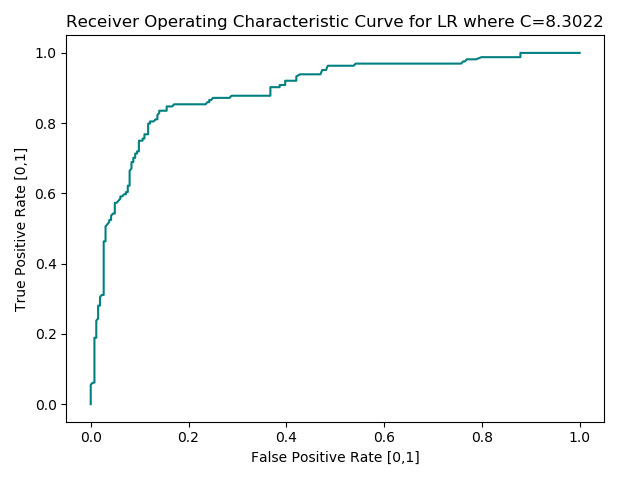 Receiver Operating Characteristic Curve for LR where C=8.3022
1.0
0.8
0.6
0.4
0.2
0.0
True Positive Rate [0,1]
0.0 0.2 0.4 0.6 0.8 1.0
False Positive Rate [0,1]